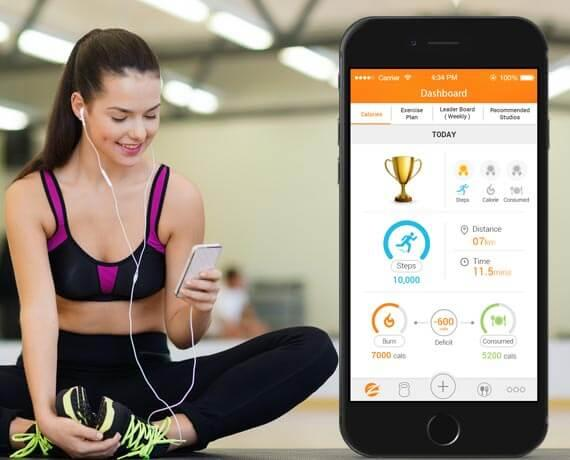 Carrier 4:34 PM 100%
Dashboard
Calories
Exercise
Plan
Leader Board
( Weekly )
Recommended
Studios
TODAY
Steps Calorie Consumed
Distance
07km
Steps
10,000
Time
11.5mins
-600
Deficit
Burn
7000 cals
Consumed
5200 cals